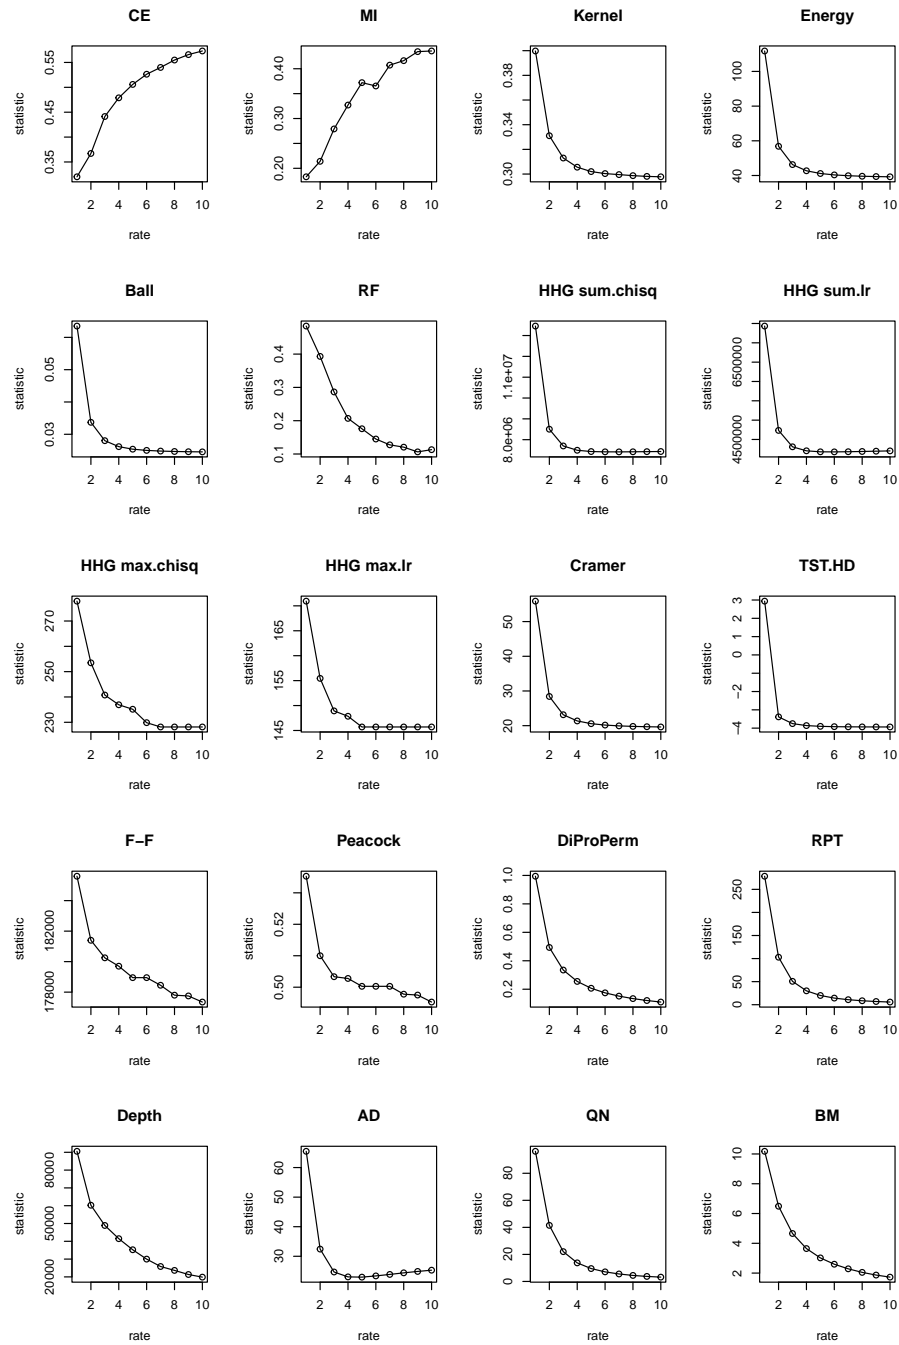 CE
statistic
0.35 0.45 0.55
2 4 6 8 10
rate
MI
statistic
0.20 0.30 0.40
2 4 6 8 10
rate
Kernel
statistic
0.30 0.34 0.38
2 4 6 8 10
rate
Energy
statistic
40 60 80 100
2 4 6 8 10
rate
Ball
statistic
0.03 0.05
2 4 6 8 10
rate
RF
statistic
0.1 0.2 0.3 0.4
2 4 6 8 10
rate
HHG sum.chisq
statistic
8.0e+06 1.1e+07
2 4 6 8 10
rate
HHG sum.lr
statistic
4500000 6500000
2 4 6 8 10
rate
HHG max.chisq
statistic
230 250 270
2 4 6 8 10
rate
HHG max.lr
statistic
145 155 165
2 4 6 8 10
rate
Cramer
statistic
20 30 40 50
2 4 6 8 10
rate
TST.HD
statistic
−4 −2 0 1 2 3
2 4 6 8 10
rate
F−F
statistic
178000 182000
2 4 6 8 10
rate
Peacock
statistic
0.50 0.52
2 4 6 8 10
rate
DiProPerm
statistic
0.2 0.4 0.6 0.8 1.0
2 4 6 8 10
rate
RPT
statistic
0 50 150 250
2 4 6 8 10
rate
Depth
statistic
20000 50000 80000
2 4 6 8 10
rate
AD
statistic
30 40 50 60
2 4 6 8 10
rate
QN
statistic
0 20 40 60 80
2 4 6 8 10
rate
BM
statistic
2 4 6 8 10
2 4 6 8 10
rate